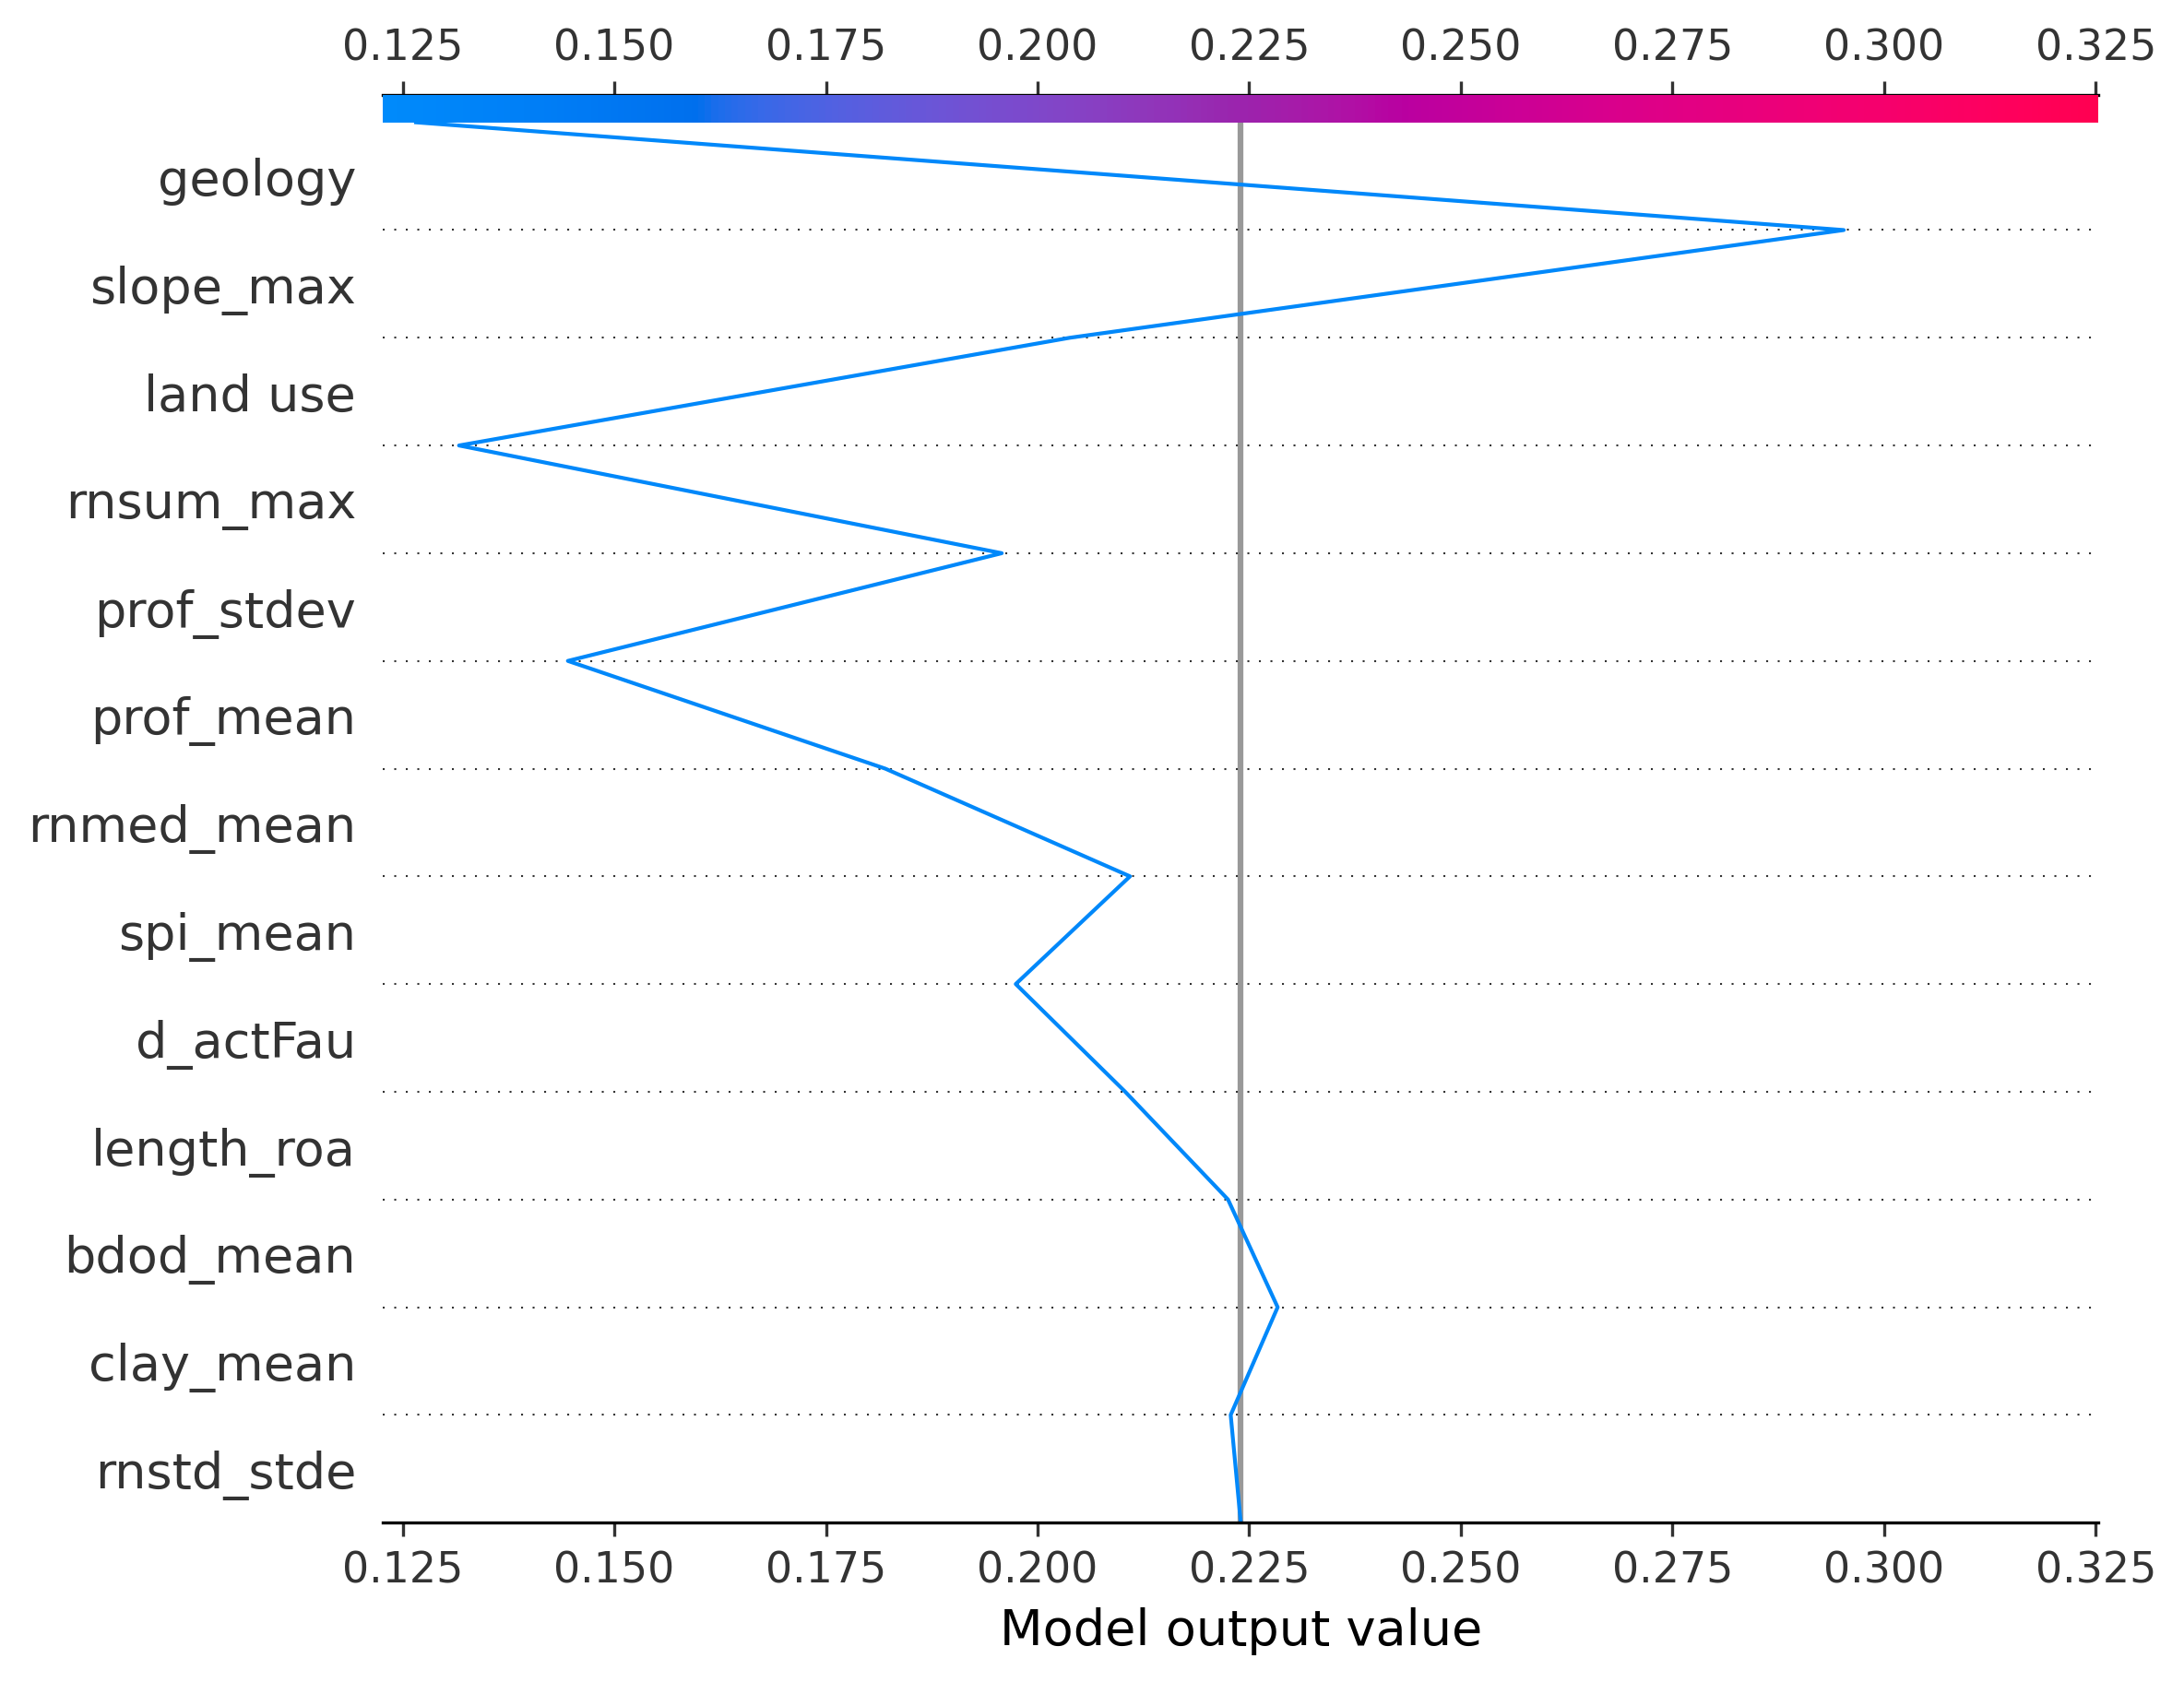 0.125 0.150 0.175 0.200 0.225 0.250 0.275 0.300 0.325
geology
slope_max
land use
rnsum_max
prof_stdev
prof_mean
rnmed_mean
spi_mean
d_actFau
length_roa
bdod_mean
clay_mean
rnstd_stde
0.125 0.150 0.175 0.200 0.225 0.250 0.275 0.300 0.325
Model output value